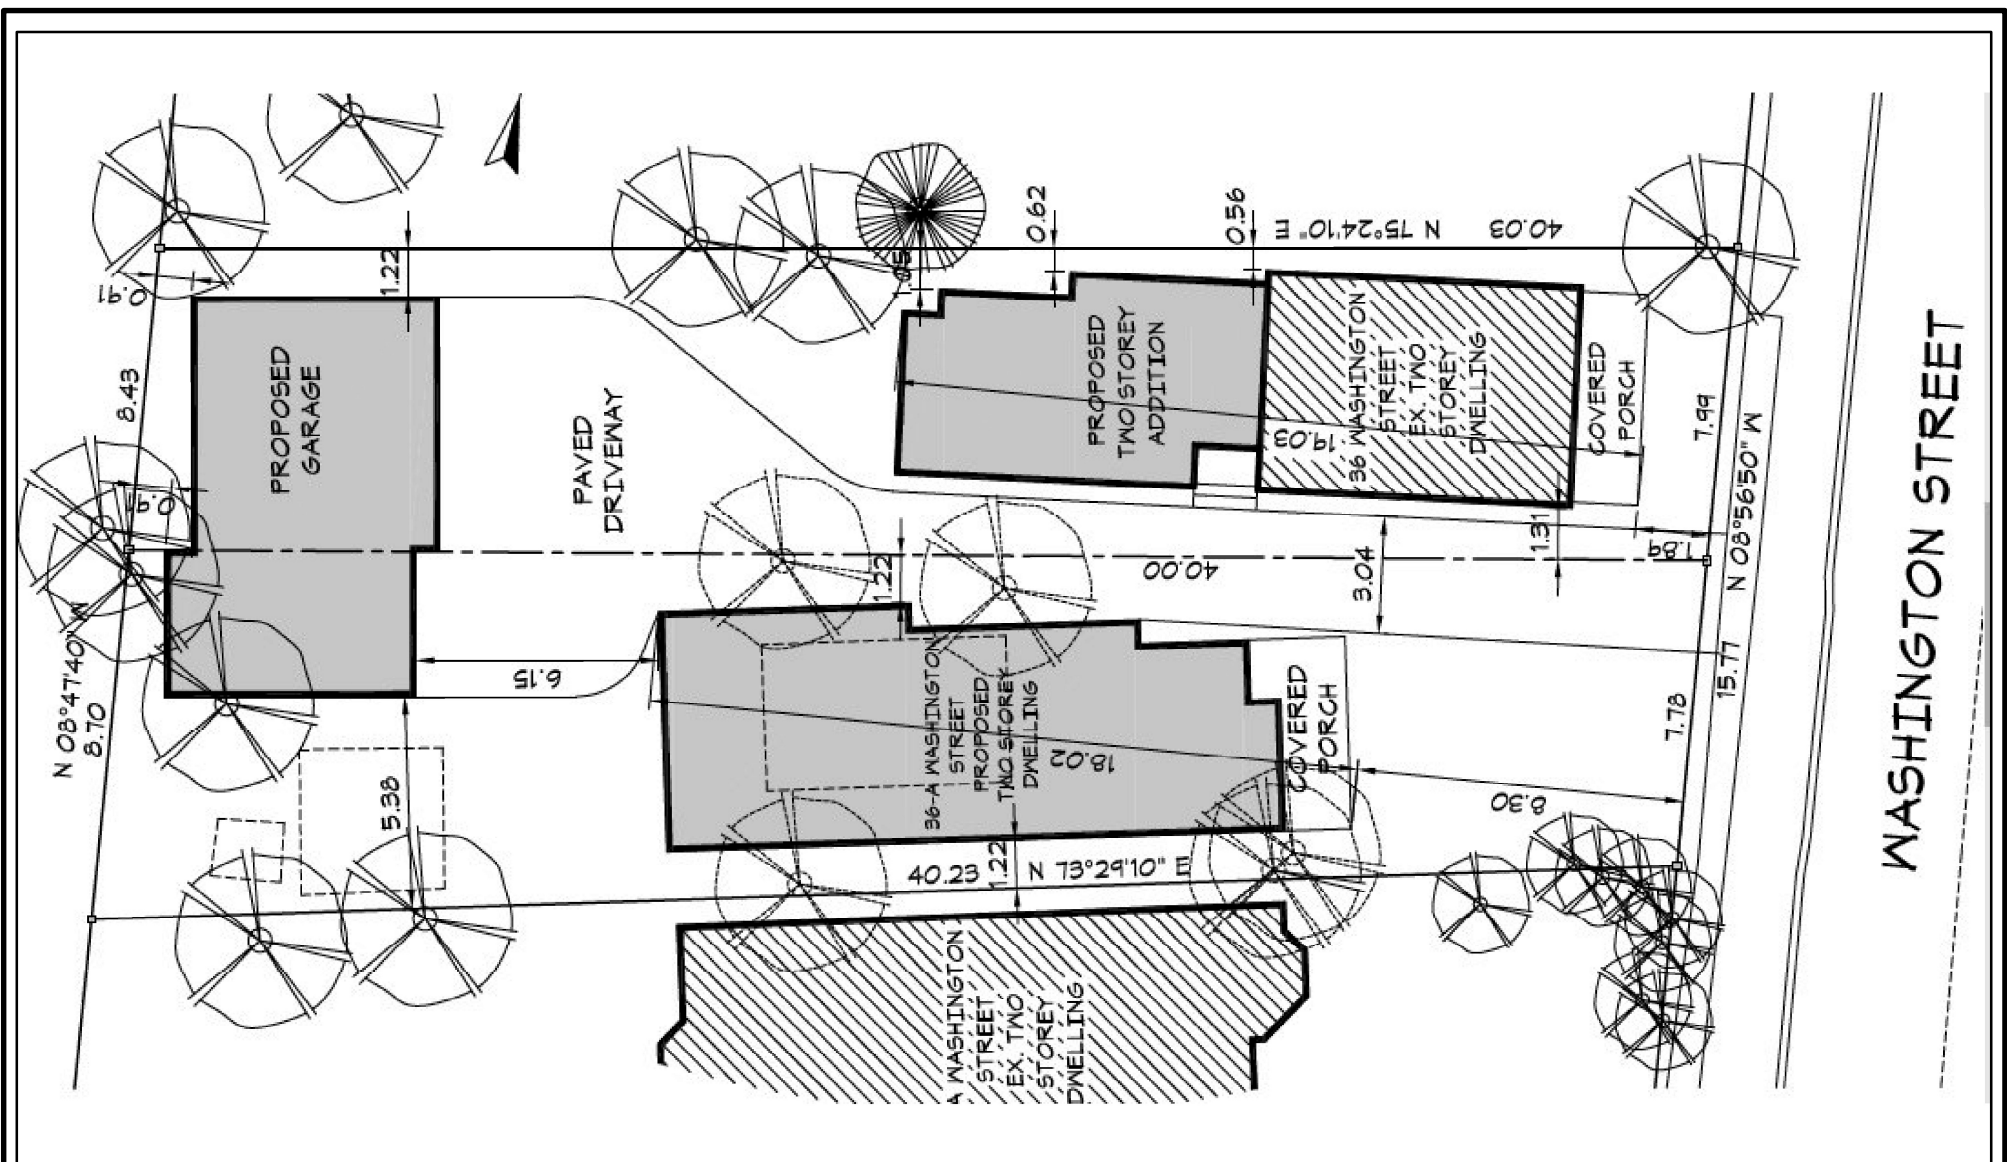 0.62
0.56
N 75°24'10" E
40.03
1.22
0.91
8.43
PROPOSED
GARAGE
PAVED
DRIVEWAY
PROPOSED
TWO STOREY
ADDITION
36 WASHINGTON
STREET
EX. TWO
STOREY
DWELLING
19.03
COVERED
PORCH
7.99
N 08°56'50" W
15.77
WASHINGTON STREET
0.91
1.22
40.00
3.04
1.31
1.89
N 08°47'40" W
8.70
6.15
36-A WASHINGTON
STREET
PROPOSED
TWO STOREY
DWELLING
18.02
COVERED
PORCH
7.78
8.30
5.38
40.23
1.22
N 73°29'10" E
A WASHINGTON
STREET
EX. TWO
STOREY
DWELLING